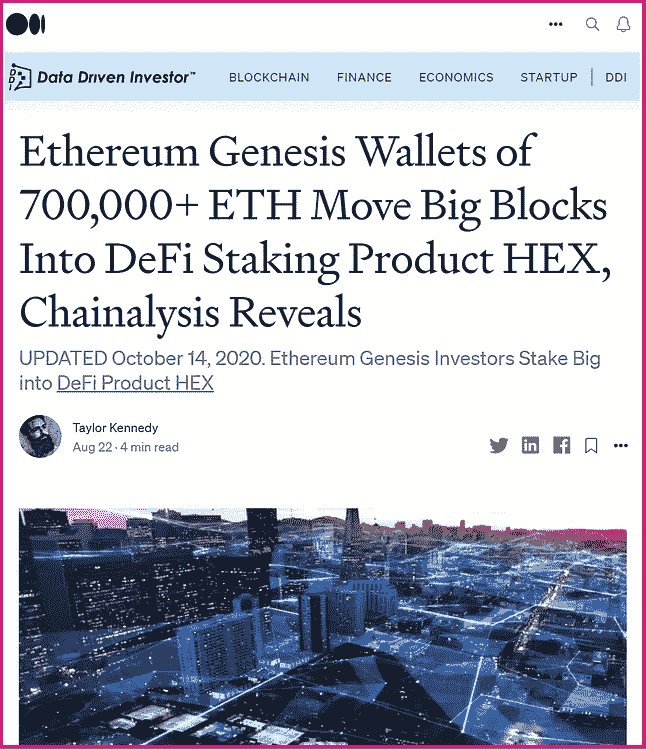 Data Driven Investor™ BLOCKCHAIN FINANCE ECONOMICS STARTUP DDI
Ethereum Genesis Wallets of
700,000+ ETH Move Big Blocks
Into DeFi Staking Product HEX,
Chainalysis Reveals
UPDATED October 14, 2020. Ethereum Genesis Investors Stake Big
into DeFi Product HEX
Taylor Kennedy
Aug 22 · 4 min read